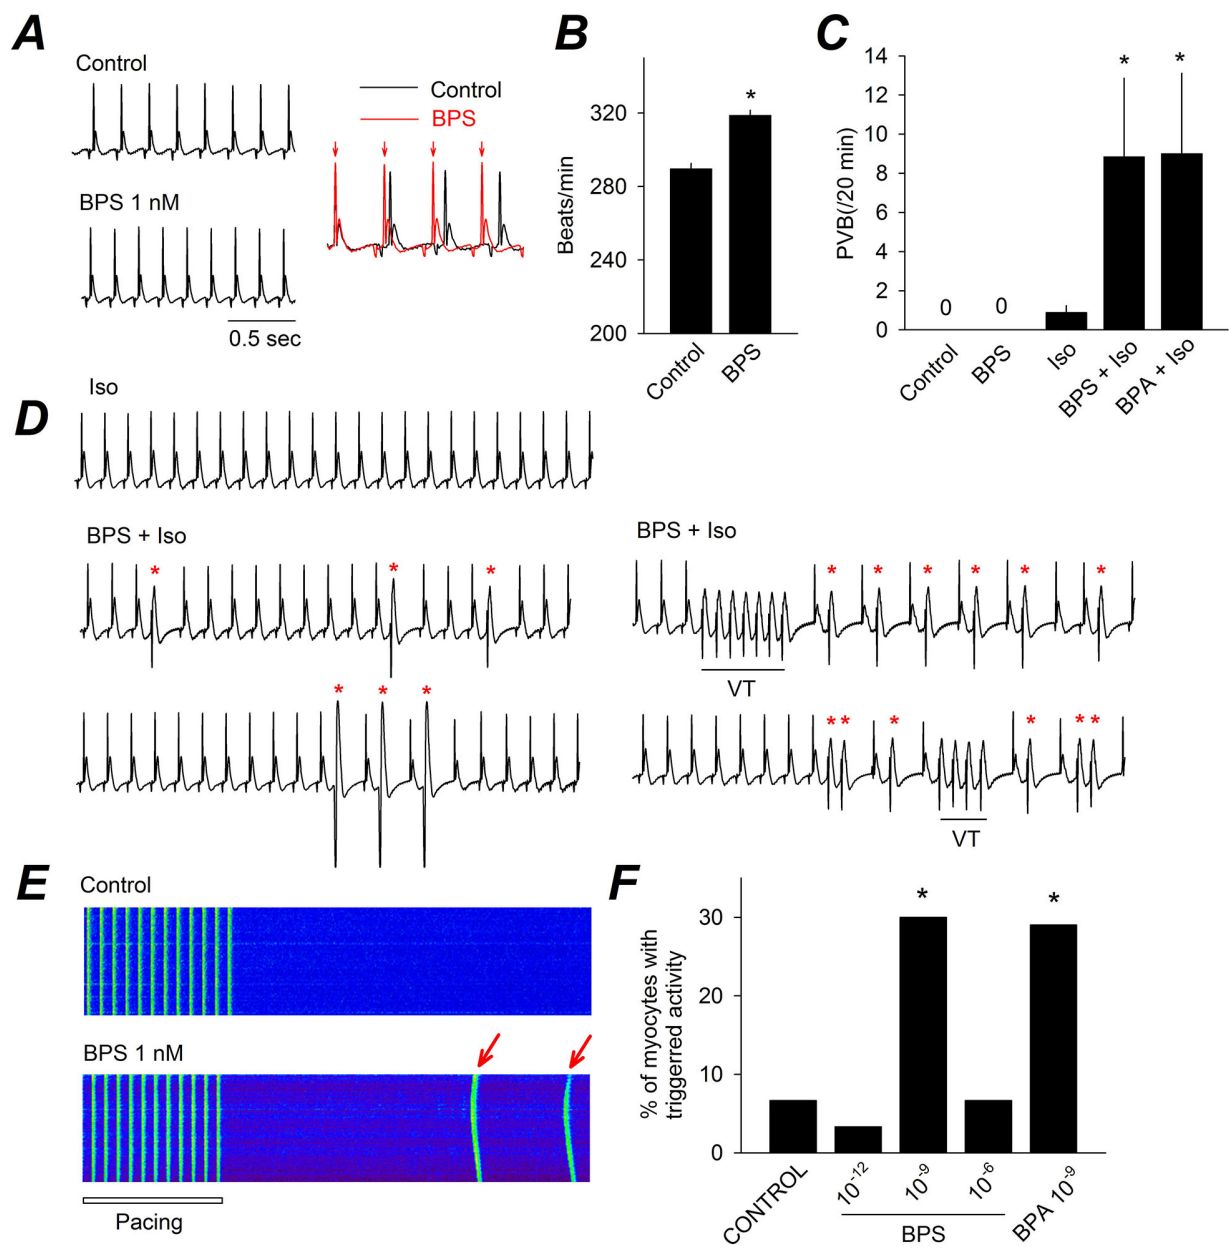 A
Control
BPS 1 nM
0.5 sec
Control
BPS
B
Beats/min
320
280
240
200
*
Control
BPS
C
PVB(/20 min)
14
12
10
8
6
4
2
0
0
0
*
*
Control
BPS
Iso
BPS + Iso
BPA + Iso
D
Iso
BPS + Iso
* * *
* * *
BPS + Iso
* * * * * *
VT
* * * * * *
VT
E
Control
BPS 1 nM
Pacing
F
% of myocytes with
triggerred activity
30
20
10
0
*
*
CONTROL
10⁻¹²
10⁻⁹
10⁻⁶
BPS
BPA 10⁻⁹